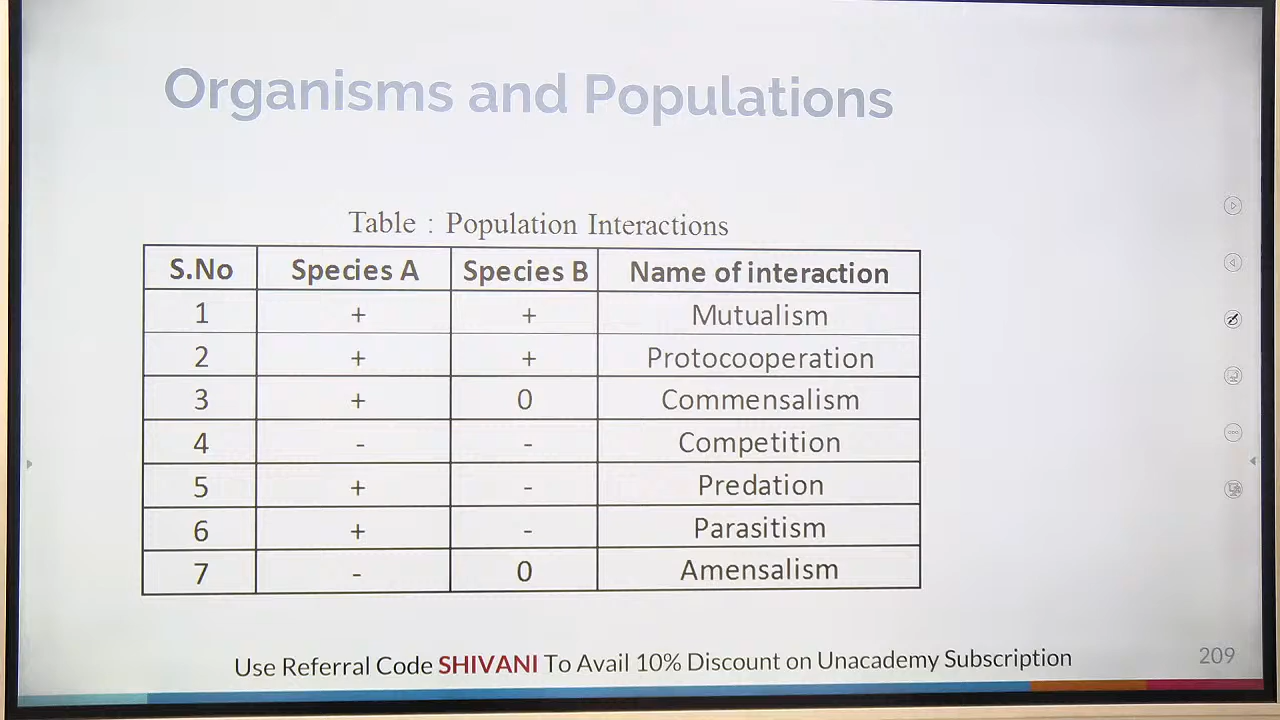 Organisms and Populations
Table : Population Interactions
S.No Species A Species B Name of interaction
1 + + Mutualism
2 + + Protocooperation
3 + 0 Commensalism
4 - - Competition
5 + - Predation
6 + - Parasitism
7 - 0 Amensalism
Use Referral Code SHIVANI To Avail 10% Discount on Unacademy Subscription
209